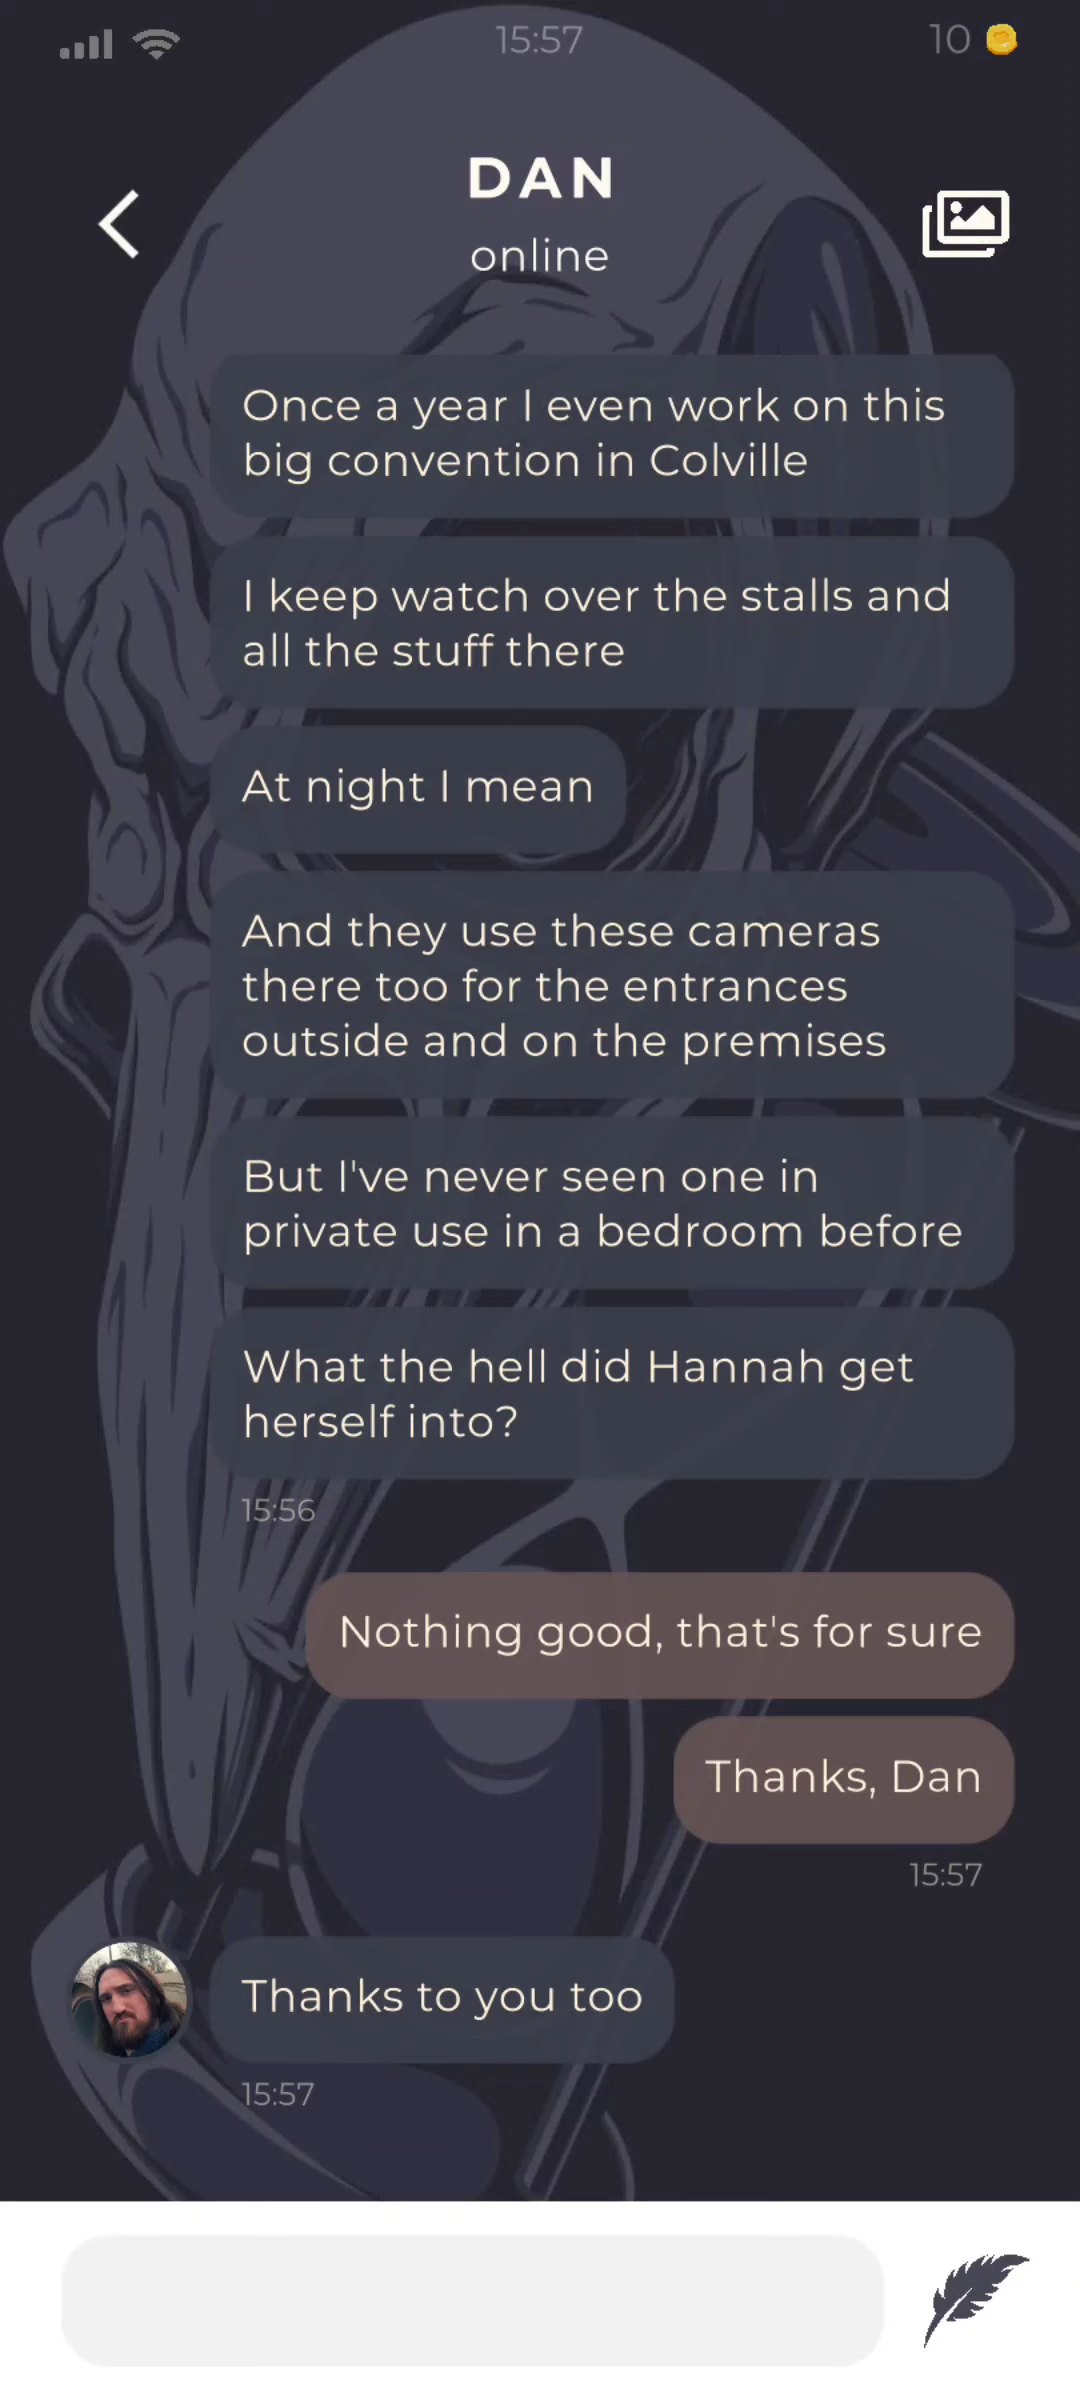 15:57
10
DAN
online
Once a year I even work on this
big convention in Colville
I keep watch over the stalls and
all the stuff there
At night I mean
And they use these cameras
there too for the entrances
outside and on the premises
But I've never seen one in
private use in a bedroom before
What the hell did Hannah get
herself into?
15:56
Nothing good, that's for sure
Thanks, Dan
15:57
Thanks to you too
15:57